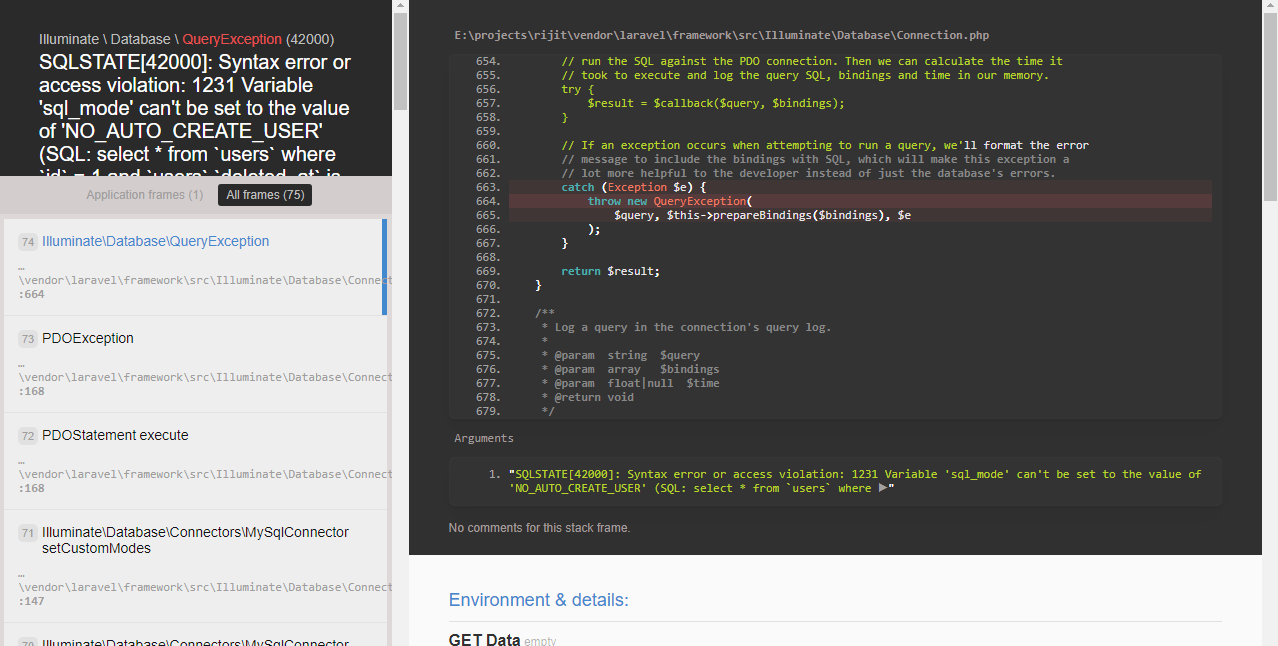 Illuminate \ Database \ QueryException (42000)
SQLSTATE[42000]: Syntax error or
access violation: 1231 Variable
'sql_mode' can't be set to the value
of 'NO_AUTO_CREATE_USER'
(SQL: select * from `users` where
`id` = 1 and `users`.`deleted_at` is
Application frames (1) All frames (75)
74 Illuminate\Database\QueryException
…
\vendor\laravel\framework\src\Illuminate\Database\Connect
:664
73 PDOException
…
\vendor\laravel\framework\src\Illuminate\Database\Connect
:168
72 PDOStatement execute
…
\vendor\laravel\framework\src\Illuminate\Database\Connect
:168
71 Illuminate\Database\Connectors\MySqlConnector
setCustomModes
…
\vendor\laravel\framework\src\Illuminate\Database\Connect
:147
70 Illuminate\Database\Connectors\MySqlConnector
E:\projects\rijit\vendor\laravel\framework\src\Illuminate\Database\Connection.php
654. // run the SQL against the PDO connection. Then we can calculate the time it
655. // took to execute and log the query SQL, bindings and time in our memory.
656. try {
657. $result = $callback($query, $bindings);
658. }
659.
660. // If an exception occurs when attempting to run a query, we'll format the error
661. // message to include the bindings with SQL, which will make this exception a
662. // lot more helpful to the developer instead of just the database's errors.
663. catch (Exception $e) {
664. throw new QueryException(
665. $query, $this->prepareBindings($bindings), $e
666. );
667. }
668.
669. return $result;
670. }
671.
672. /**
673. * Log a query in the connection's query log.
674. *
675. * @param string $query
676. * @param array $bindings
677. * @param float|null $time
678. * @return void
679. */
Arguments
1. "SQLSTATE[42000]: Syntax error or access violation: 1231 Variable 'sql_mode' can't be set to the value of
'NO_AUTO_CREATE_USER' (SQL: select * from `users` where ▶"
No comments for this stack frame.
Environment & details:
GET Data empty